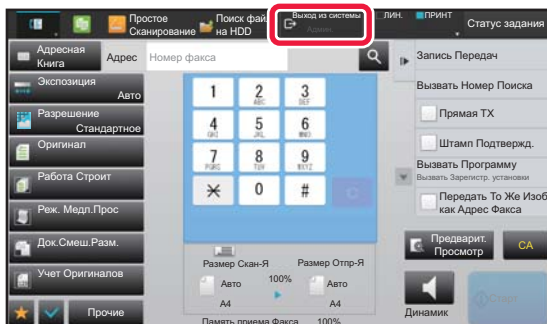 Простое
Сканирование
Поиск фай
на HDD
Выход из системы
Админ.
ЛИН.
ПРИНТ
Статус задания
Адресная
Книга
Адрес
Номер факса
Экспозиция
Авто
Разрешение
Стандартное
Оригинал
Работа Строит
Реж. Медл.Прос
Док.Смеш.Разм.
Учет Оригиналов
Прочие
1
2
ABC
3
DEF
4
GHI
5
JKL
6
MNO
7
PQRS
8
TUV
9
WXYZ
0
#
C
Размер Скан-Я
Размер Отпр-Я
Авто
100%
Авто
A4
A4
Память приема Факса 100%
Запись Передач
Вызвать Номер Поиска
Прямая TX
Штамп Подтвержд.
Вызвать Программу
Вызвать Зарегистр. установки
Передать То Же Изоб
как Адрес Факса
Предварит.
Просмотр
CA
Динамик
Старт